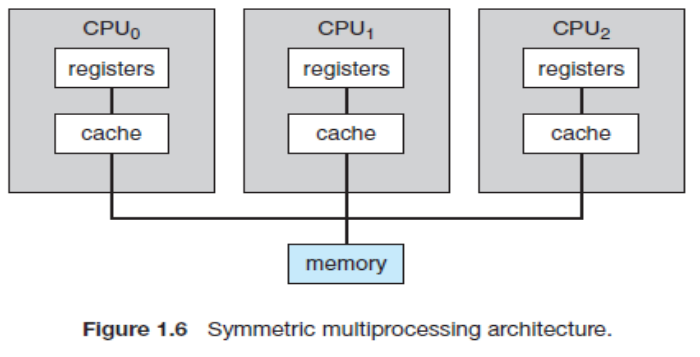 CPU₀ CPU₁ CPU₂
registers registers registers
cache cache cache
memory
Figure 1.6 Symmetric multiprocessing architecture.